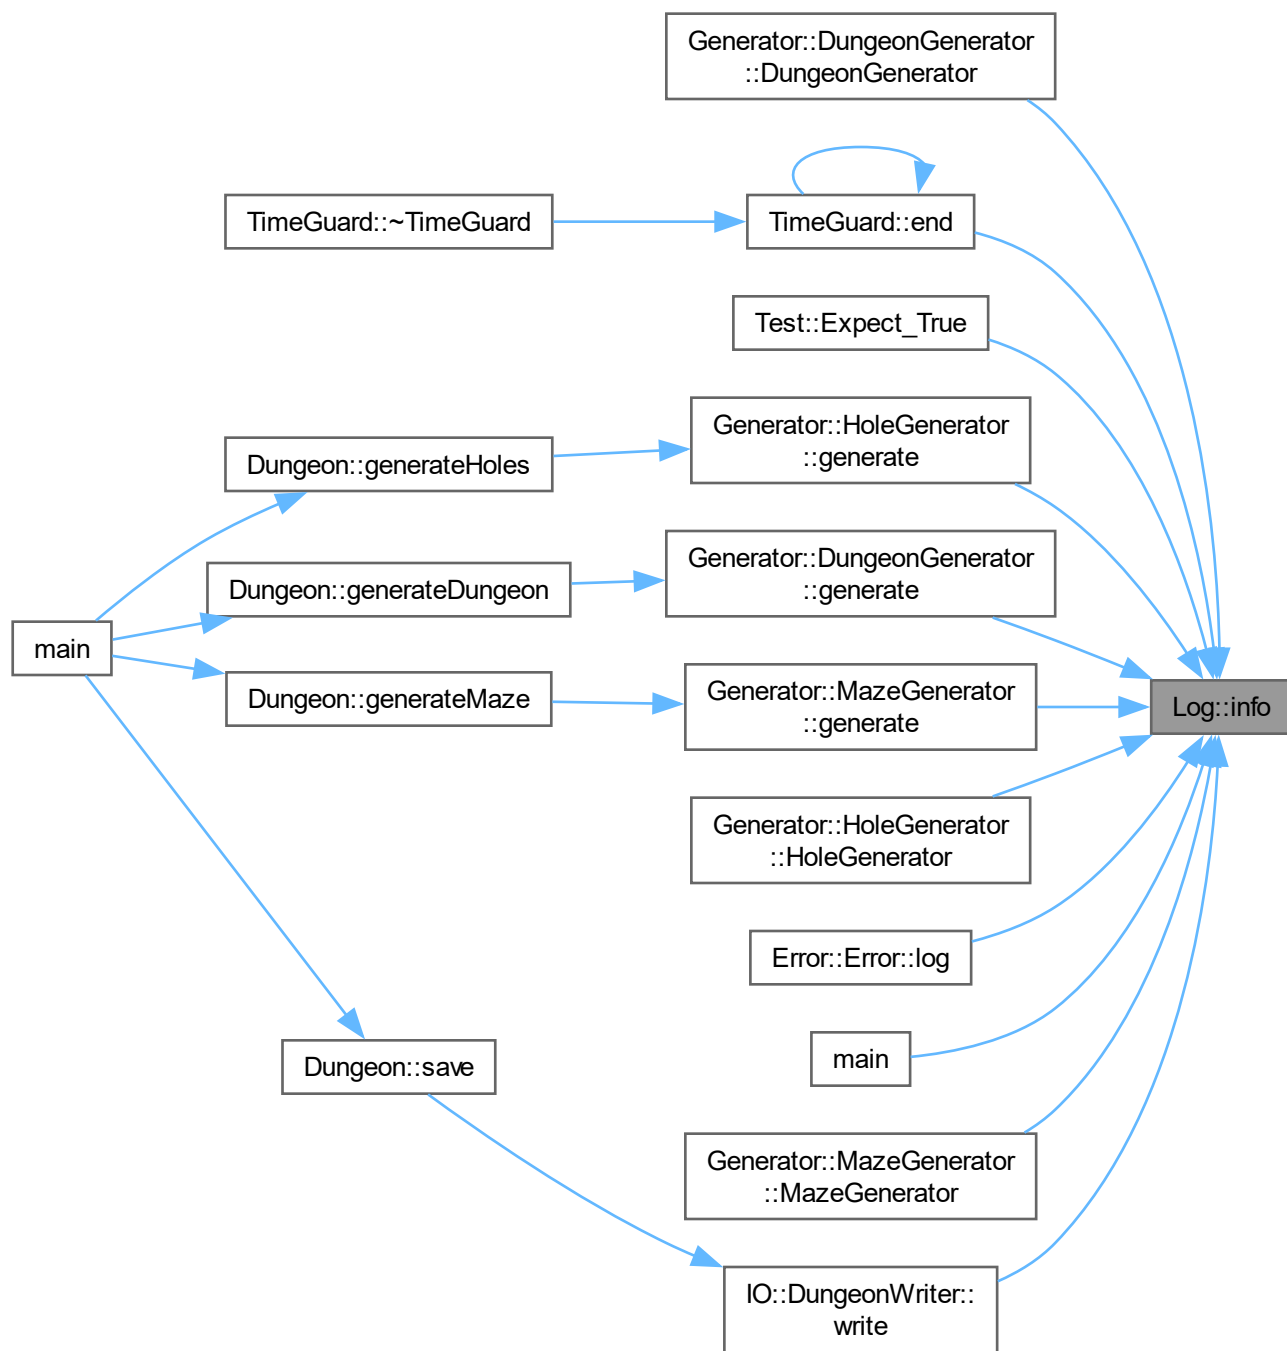 Generator::DungeonGenerator
::DungeonGenerator
TimeGuard::~TimeGuard
TimeGuard::end
Test::Expect_True
Generator::HoleGenerator
::generate
Dungeon::generateHoles
Generator::DungeonGenerator
::generate
Dungeon::generateDungeon
main
Generator::MazeGenerator
::generate
Dungeon::generateMaze
Log::info
Generator::HoleGenerator
::HoleGenerator
Error::Error::log
main
Dungeon::save
Generator::MazeGenerator
::MazeGenerator
IO::DungeonWriter::
write